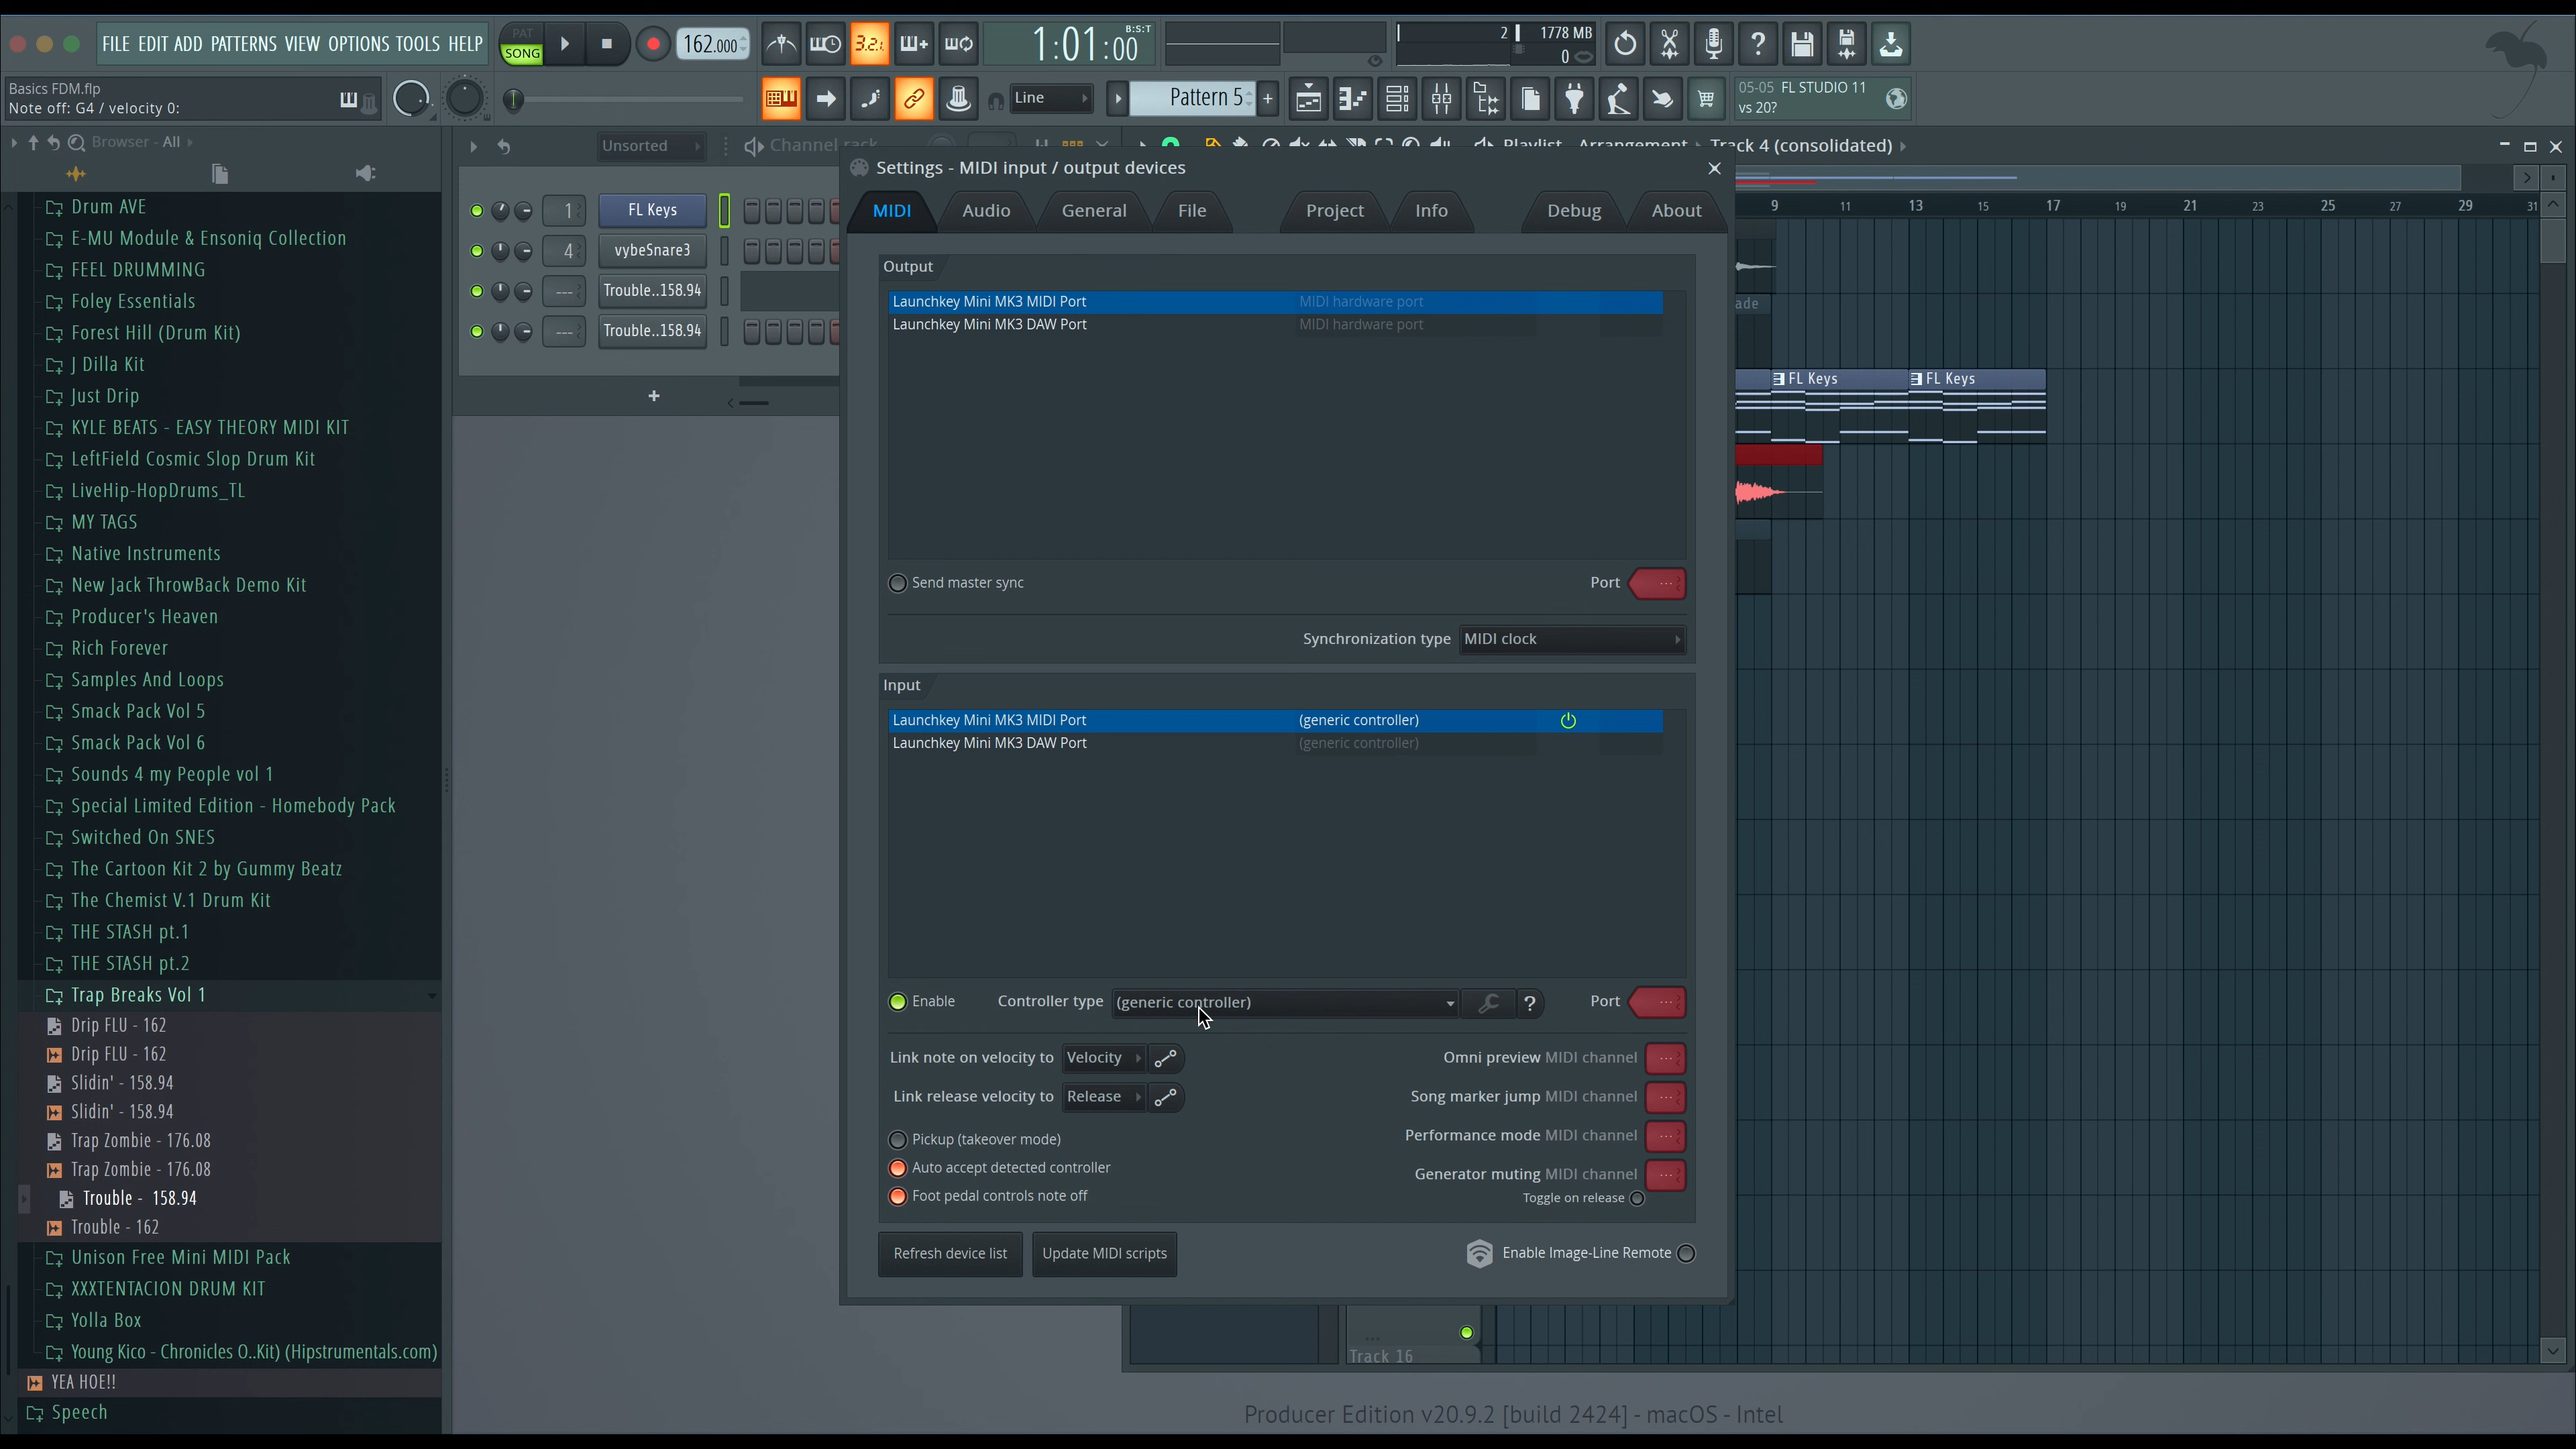 FILE EDIT ADD PATTERNS VIEW OPTIONS TOOLS HELP
PAT
SONG
162.000
3.2.
1:01:00
B:S:T
2
1778 MB
0
Basics FDM.flp
Note off: G4 / velocity 0:
Line
Pattern 5
+
05-05 FL STUDIO 11
vs 20?
Browser - All
Drum AVE
E-MU Module & Ensoniq Collection
FEEL DRUMMING
Foley Essentials
Forest Hill (Drum Kit)
J Dilla Kit
Just Drip
KYLE BEATS - EASY THEORY MIDI KIT
LeftField Cosmic Slop Drum Kit
LiveHip-HopDrums_TL
MY TAGS
Native Instruments
New Jack ThrowBack Demo Kit
Producer's Heaven
Rich Forever
Samples And Loops
Smack Pack Vol 5
Smack Pack Vol 6
Sounds 4 my People vol 1
Special Limited Edition - Homebody Pack
Switched On SNES
The Cartoon Kit 2 by Gummy Beatz
The Chemist V.1 Drum Kit
THE STASH pt.1
THE STASH pt.2
Trap Breaks Vol 1
Drip FLU - 162
Drip FLU - 162
Slidin' - 158.94
Slidin' - 158.94
Trap Zombie - 176.08
Trap Zombie - 176.08
Trouble - 158.94
Trouble - 162
Unison Free Mini MIDI Pack
XXXTENTACION DRUM KIT
Yolla Box
Young Kico - Chronicles O..Kit) (Hipstrumentals.com)
YEA HOE!!
Speech
Unsorted
Channel rack
1 FL Keys
4 vybeSnare3
--- Trouble..158.94
--- Trouble..158.94
+
Playlist - Arrangement Track 4 (consolidated)
9 11 13 15 17 19 21 23 25 27 29 31
ade
FL Keys FL Keys
Settings - MIDI input / output devices
MIDI Audio General File Project Info Debug About
Output
Launchkey Mini MK3 MIDI Port MIDI hardware port
Launchkey Mini MK3 DAW Port MIDI hardware port
Send master sync
Port ...
Synchronization type MIDI clock
Input
Launchkey Mini MK3 MIDI Port (generic controller)
Launchkey Mini MK3 DAW Port (generic controller)
Enable Controller type (generic controller) ? Port ...
Link note on velocity to Velocity
Omni preview MIDI channel ...
Link release velocity to Release
Song marker jump MIDI channel ...
Pickup (takeover mode)
Performance mode MIDI channel ...
Auto accept detected controller
Generator muting MIDI channel ...
Foot pedal controls note off
Toggle on release
Refresh device list
Update MIDI scripts
Enable Image-Line Remote
...
Track 16
Producer Edition v20.9.2 [build 2424] - macOS - Intel